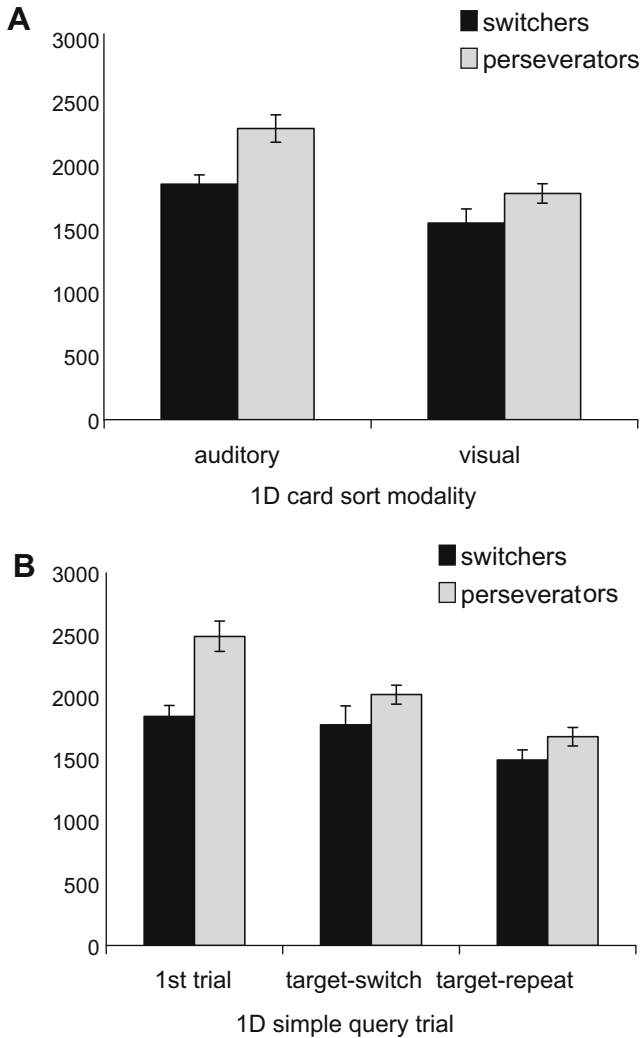 A
switchers
perseverators
3000
2500
2000
1500
1000
500
0
auditory visual
1D card sort modality
B
switchers
perseverators
3000
2500
2000
1500
1000
500
0
1st trial target-switch target-repeat
1D simple query trial